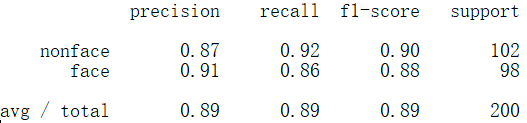 precision recall f1-score support
nonface 0.87 0.92 0.90 102
face 0.91 0.86 0.88 98
avg / total 0.89 0.89 0.89 200